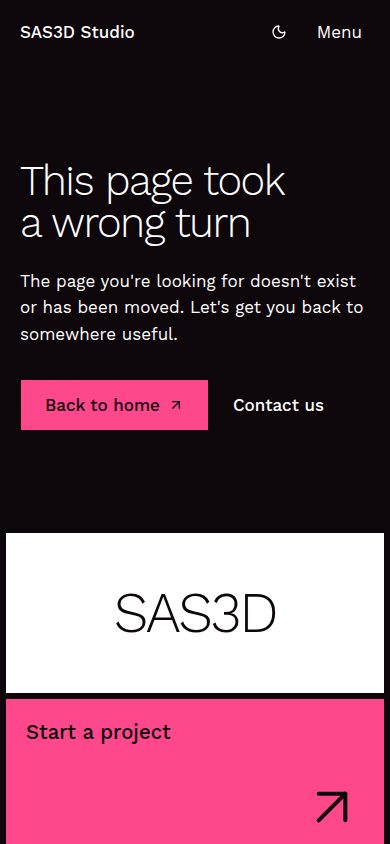 SAS3D Studio
Menu
This page took
a wrong turn
The page you're looking for doesn't exist
or has been moved. Let's get you back to
somewhere useful.
Back to home
Contact us
SAS3D
Start a project